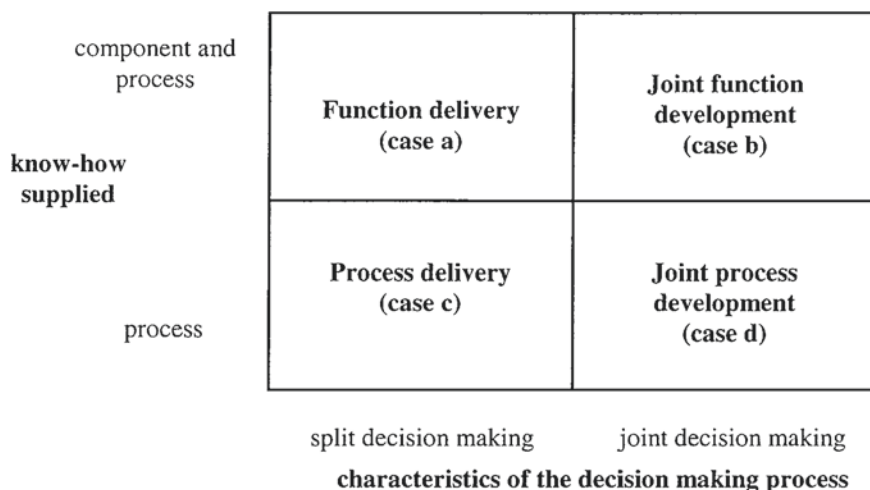 component and
process
Function delivery
(case a)
Joint function
development
(case b)
know-how
supplied
Process delivery
(case c)
Joint process
development
(case d)
process
split decision making
joint decision making
characteristics of the decision making process